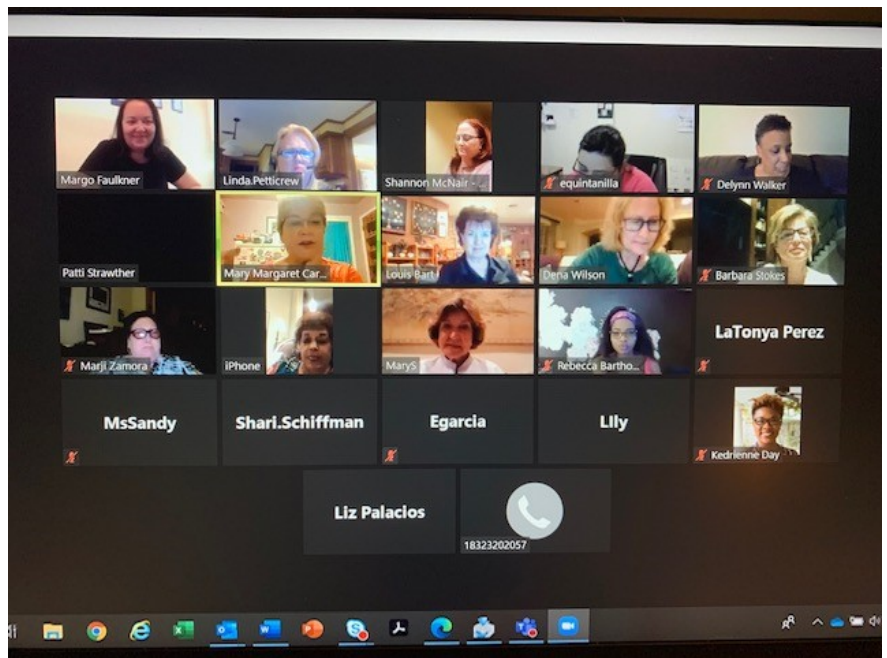 Margo Faulkner
Linda.Petticrew
Shannon McNair - ...
equintanilla
Delynn Walker
Patti Strawther
Mary Margaret Car...
Louis Bart
Dena Wilson
Barbara Stokes
Marji Zamora
iPhone
MaryS
Rebecca Bartho...
LaTonya Perez
MsSandy
Shari.Schiffman
Egarcia
LIly
Kedrienne Day
Liz Palacios
18323202057